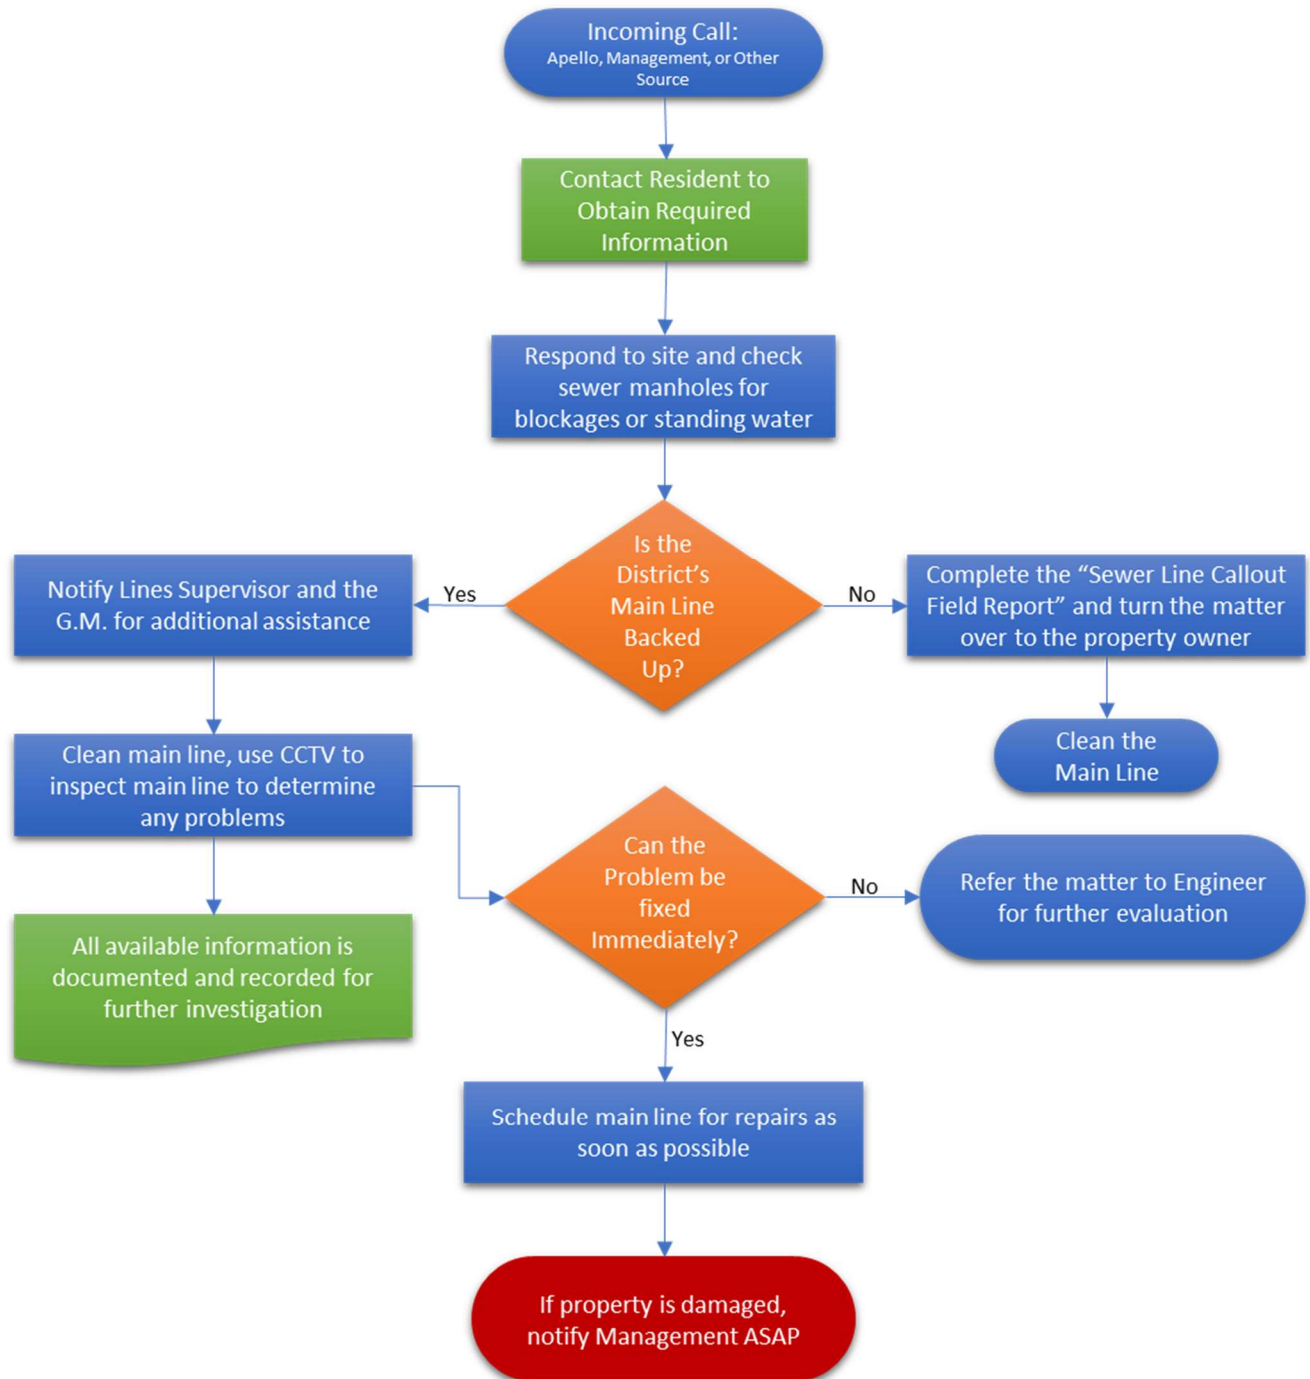 Incoming Call:
Apello, Management, or Other
Source
Contact Resident to
Obtain Required
Information
Respond to site and check
sewer manholes for
blockages or standing water
Is the
District's
Main Line
Backed
Up?
Yes
No
Notify Lines Supervisor and the
G.M. for additional assistance
Complete the “Sewer Line Callout
Field Report” and turn the matter
over to the property owner
Clean the
Main Line
Clean main line, use CCTV to
inspect main line to determine
any problems
Can the
Problem be
fixed
Immediately?
No
Refer the matter to Engineer
for further evaluation
All available information is
documented and recorded for
further investigation
Yes
Schedule main line for repairs as
soon as possible
If property is damaged,
notify Management ASAP